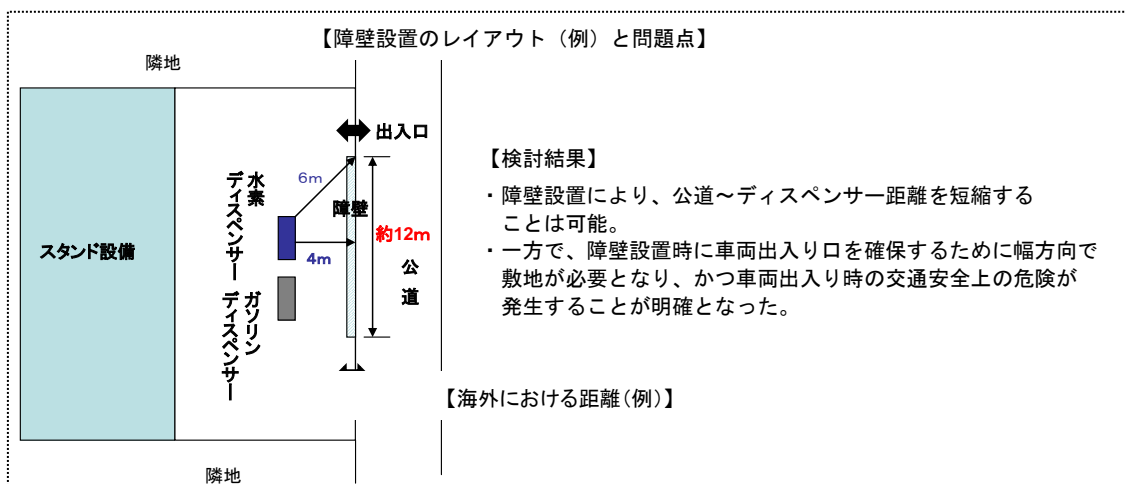 【障壁設置のレイアウト（例）と問題点】
隣地
出入口
6m
水素
ディスペンサー
障壁
約12m
4m
スタンド設備
公道
ガソリン
ディスペンサー
隣地
【検討結果】
・障壁設置により、公道～ディスペンサー距離を短縮する
ことは可能。
・一方で、障壁設置時に車両出入り口を確保するために幅方向で
敷地が必要となり、かつ車両出入り時の交通安全上の危険が
発生することが明確となった。
【海外における距離(例)】